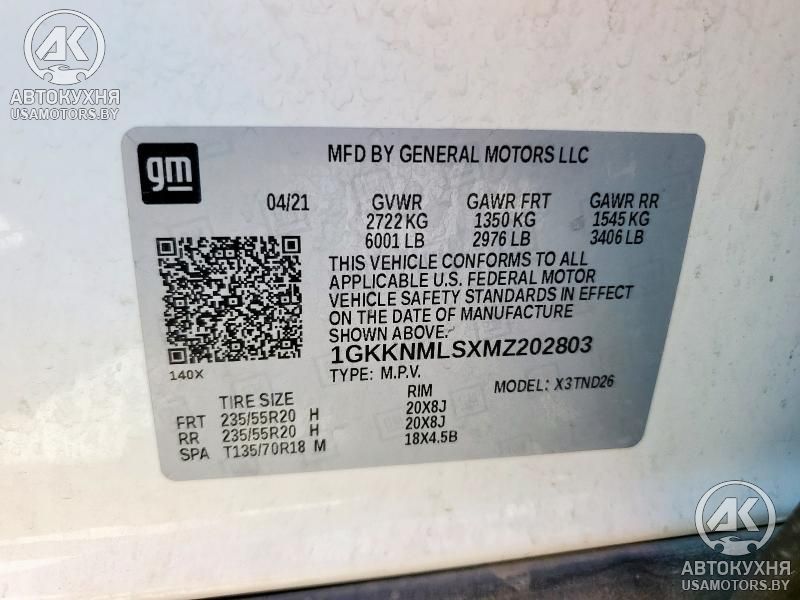 AK
АВТОКУХНЯ
USAMOTORS.BY
gm
MFD BY GENERAL MOTORS LLC
04/21 GVWR GAWR FRT GAWR RR
2722 KG 1350 KG 1545 KG
6001 LB 2976 LB 3406 LB
THIS VEHICLE CONFORMS TO ALL
APPLICABLE U.S. FEDERAL MOTOR
VEHICLE SAFETY STANDARDS IN EFFECT
ON THE DATE OF MANUFACTURE
SHOWN ABOVE.
1GKKNMLSXMZ202803
140X
TYPE: M.P.V. MODEL: X3TND26
TIRE SIZE RIM
FRT 235/55R20 H 20X8J
RR 235/55R20 H 20X8J
SPA T135/70R18 M 18X4.5B
AK
АВТОКУХНЯ
USAMOTORS.BY